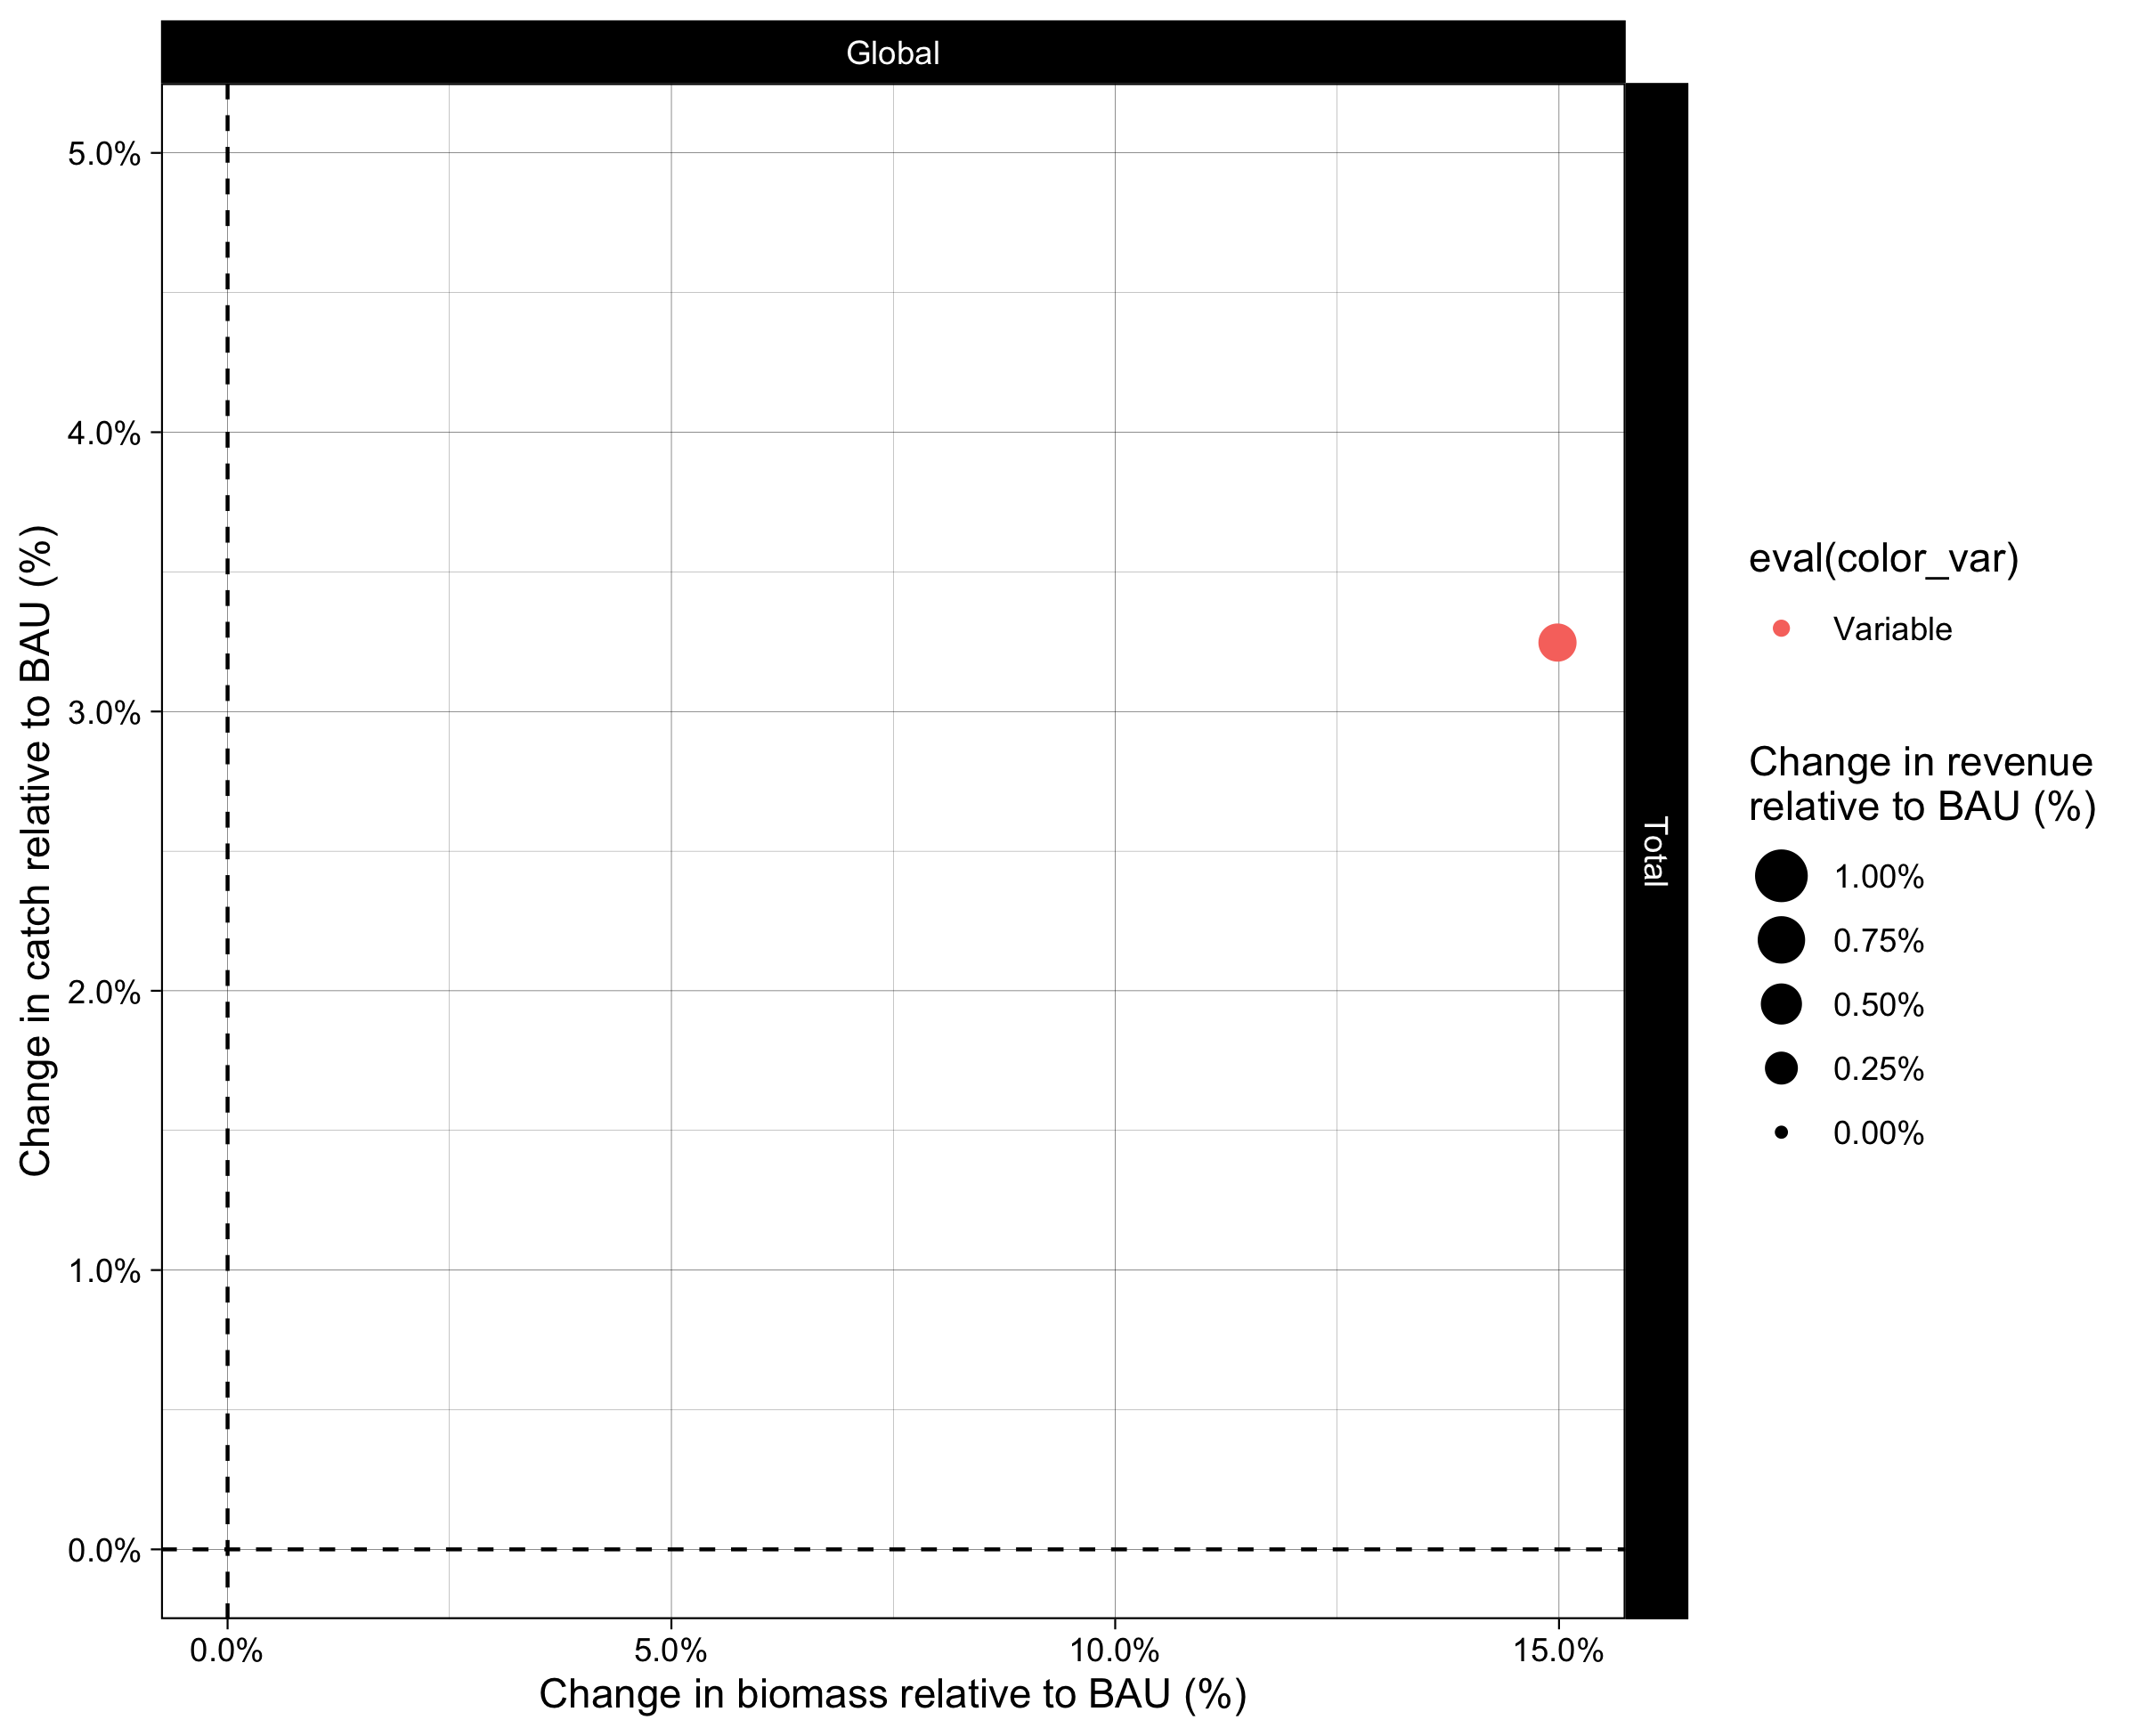 Global
5.0%
4.0%
3.0%
2.0%
1.0%
0.0%
Change in catch relative to BAU (%)
Total
0.0%
5.0%
10.0%
15.0%
Change in biomass relative to BAU (%)
eval(color_var)
Variable
Change in revenue
relative to BAU (%)
1.00%
0.75%
0.50%
0.25%
0.00%